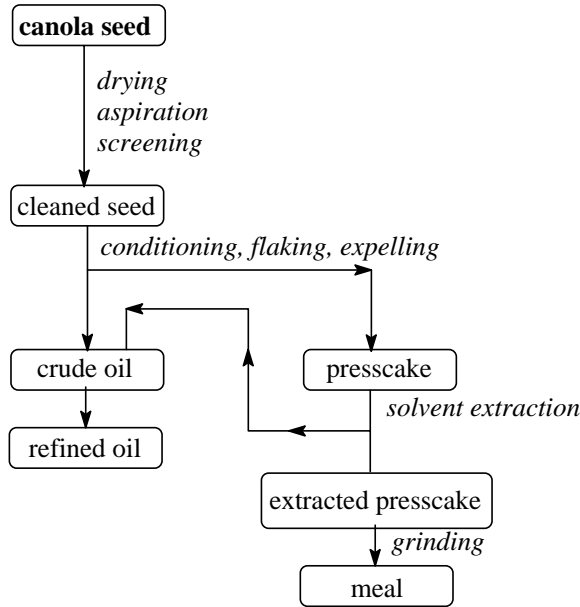 canola seed
drying
aspiration
screening
cleaned seed
conditioning, flaking, expelling
crude oil
presscake
solvent extraction
refined oil
extracted presscake
grinding
meal